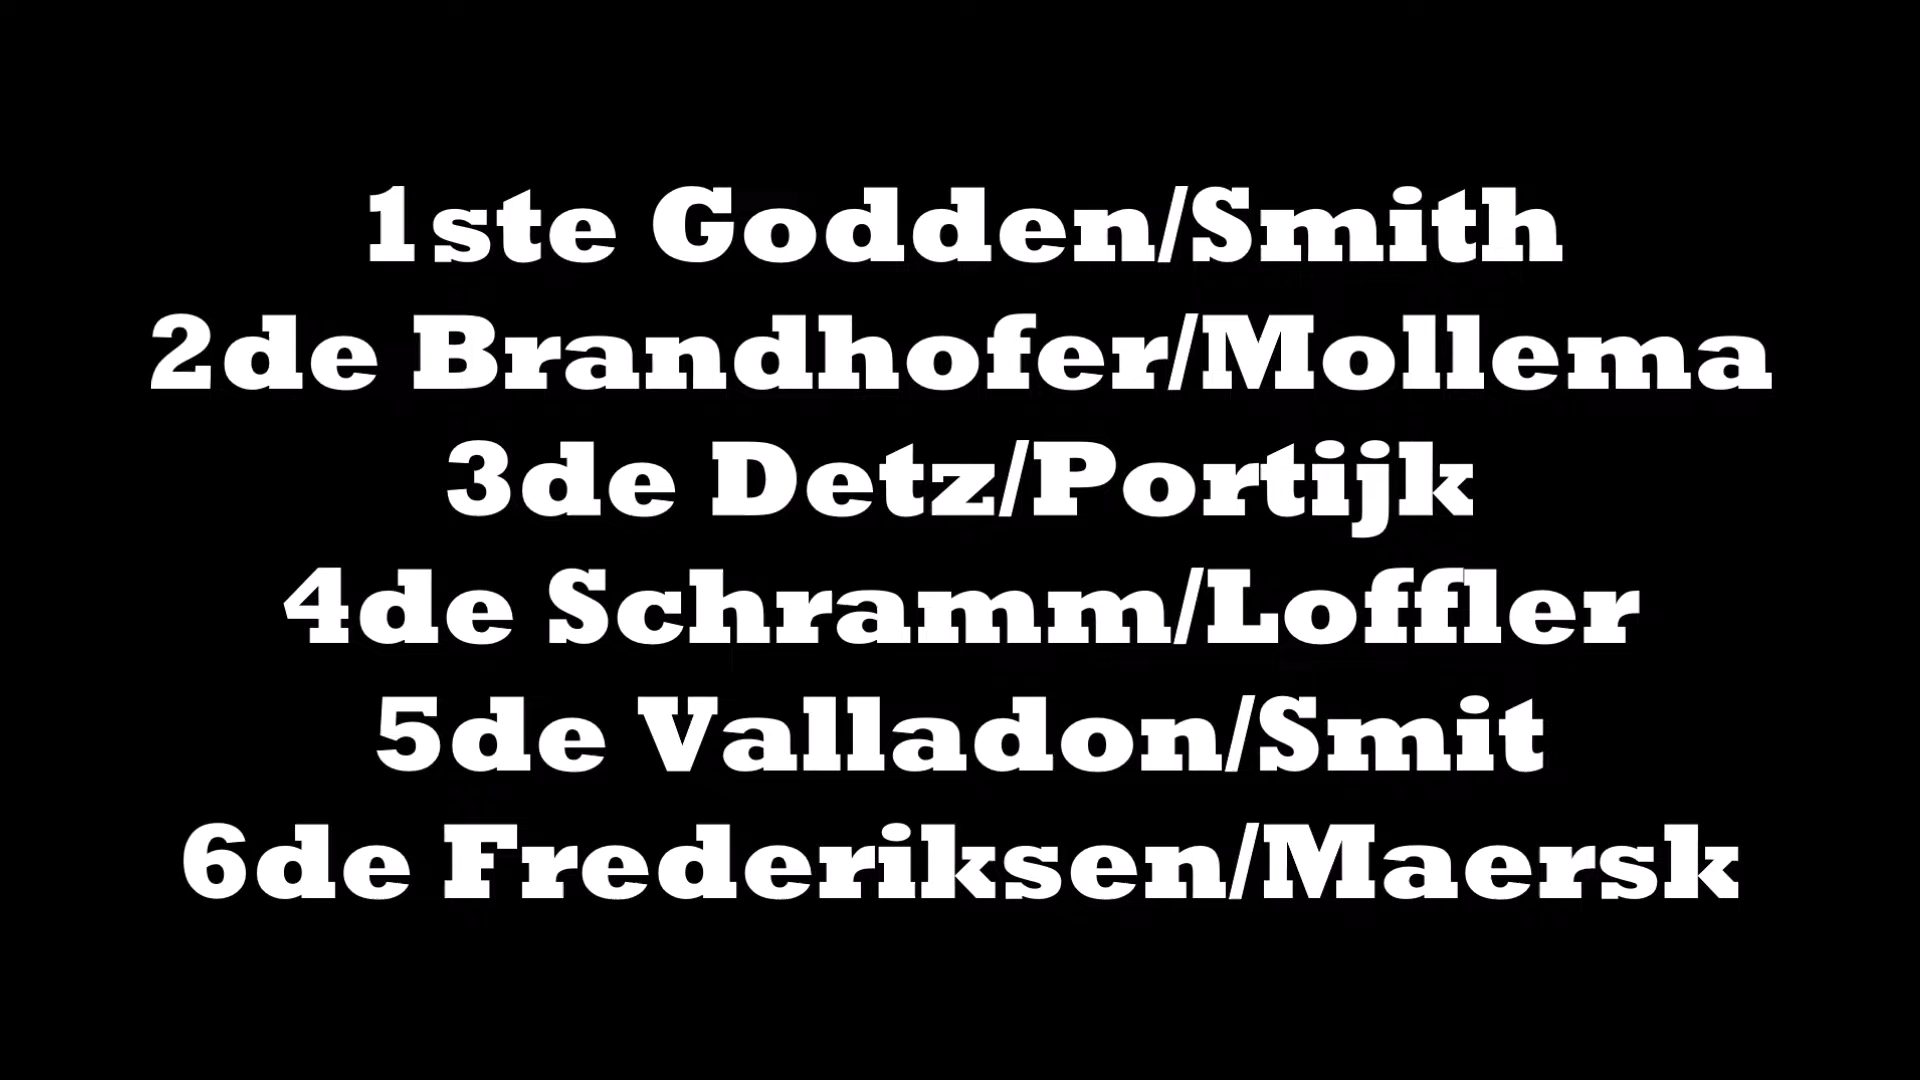 1ste Godden/Smith
2de Brandhofer/Mollema
3de Detz/Portijk
4de Schramm/Loffler
5de Valladon/Smit
6de Frederiksen/Maersk